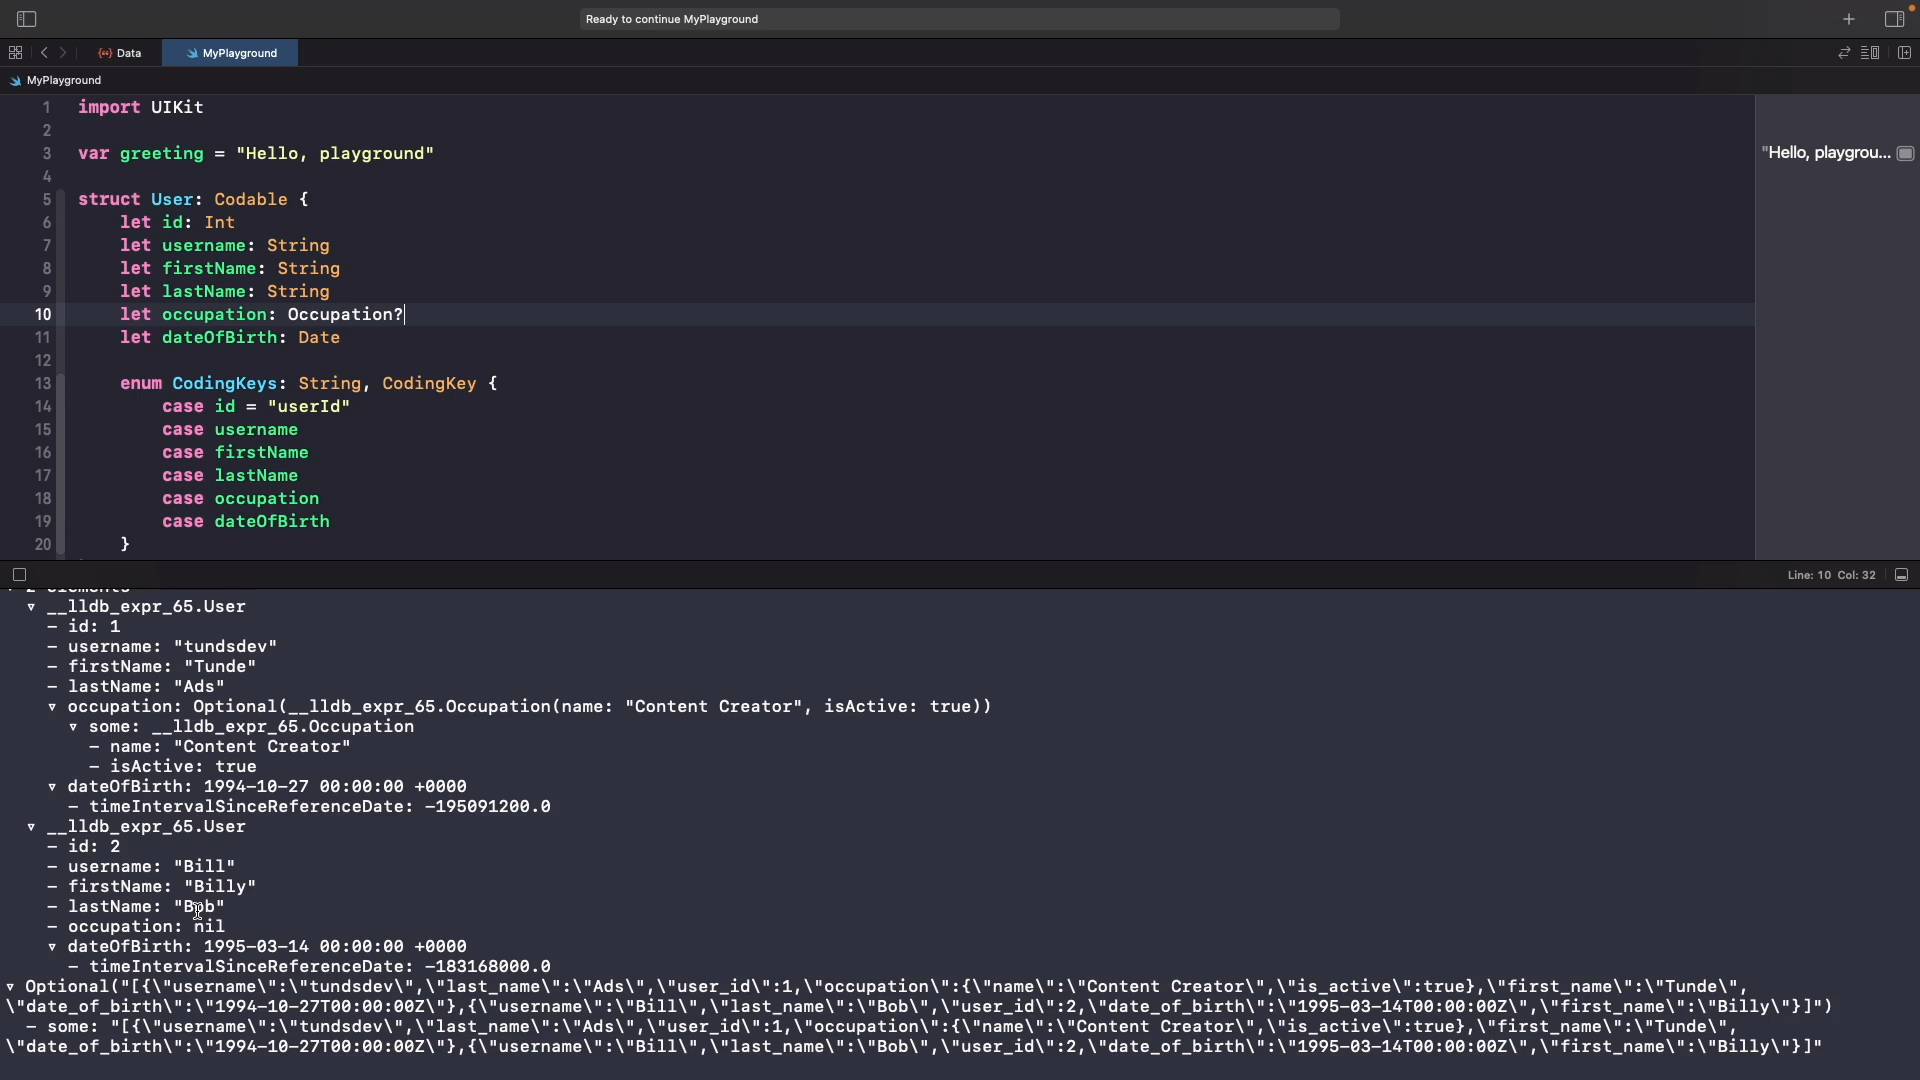 Ready to continue MyPlayground
Data
MyPlayground
MyPlayground
1 import UIKit
2
3 var greeting = "Hello, playground"
"Hello, playgrou...
4
5 struct User: Codable {
6 let id: Int
7 let username: String
8 let firstName: String
9 let lastName: String
10 let occupation: Occupation?
11 let dateOfBirth: Date
12
13 enum CodingKeys: String, CodingKey {
14 case id = "userId"
15 case username
16 case firstName
17 case lastName
18 case occupation
19 case dateOfBirth
20 }
Line: 10 Col: 32
▿ 2 elements
▿ __lldb_expr_65.User
- id: 1
- username: "tundsdev"
- firstName: "Tunde"
- lastName: "Ads"
▿ occupation: Optional(__lldb_expr_65.Occupation(name: "Content Creator", isActive: true))
▿ some: __lldb_expr_65.Occupation
- name: "Content Creator"
- isActive: true
▿ dateOfBirth: 1994-10-27 00:00:00 +0000
- timeIntervalSinceReferenceDate: -195091200.0
▿ __lldb_expr_65.User
- id: 2
- username: "Bill"
- firstName: "Billy"
- lastName: "Bob"
- occupation: nil
▿ dateOfBirth: 1995-03-14 00:00:00 +0000
- timeIntervalSinceReferenceDate: -183168000.0
▿ Optional("[{\"username\":\"tundsdev\",\"last_name\":\"Ads\",\"user_id\":1,\"occupation\":{\"name\":\"Content Creator\",\"is_active\":true},\"first_name\":\"Tunde\",
\"date_of_birth\":\"1994-10-27T00:00:00Z\"},{\"username\":\"Bill\",\"last_name\":\"Bob\",\"user_id\":2,\"date_of_birth\":\"1995-03-14T00:00:00Z\",\"first_name\":\"Billy\"}]")
- some: "[{\"username\":\"tundsdev\",\"last_name\":\"Ads\",\"user_id\":1,\"occupation\":{\"name\":\"Content Creator\",\"is_active\":true},\"first_name\":\"Tunde\",
\"date_of_birth\":\"1994-10-27T00:00:00Z\"},{\"username\":\"Bill\",\"last_name\":\"Bob\",\"user_id\":2,\"date_of_birth\":\"1995-03-14T00:00:00Z\",\"first_name\":\"Billy\"}]"